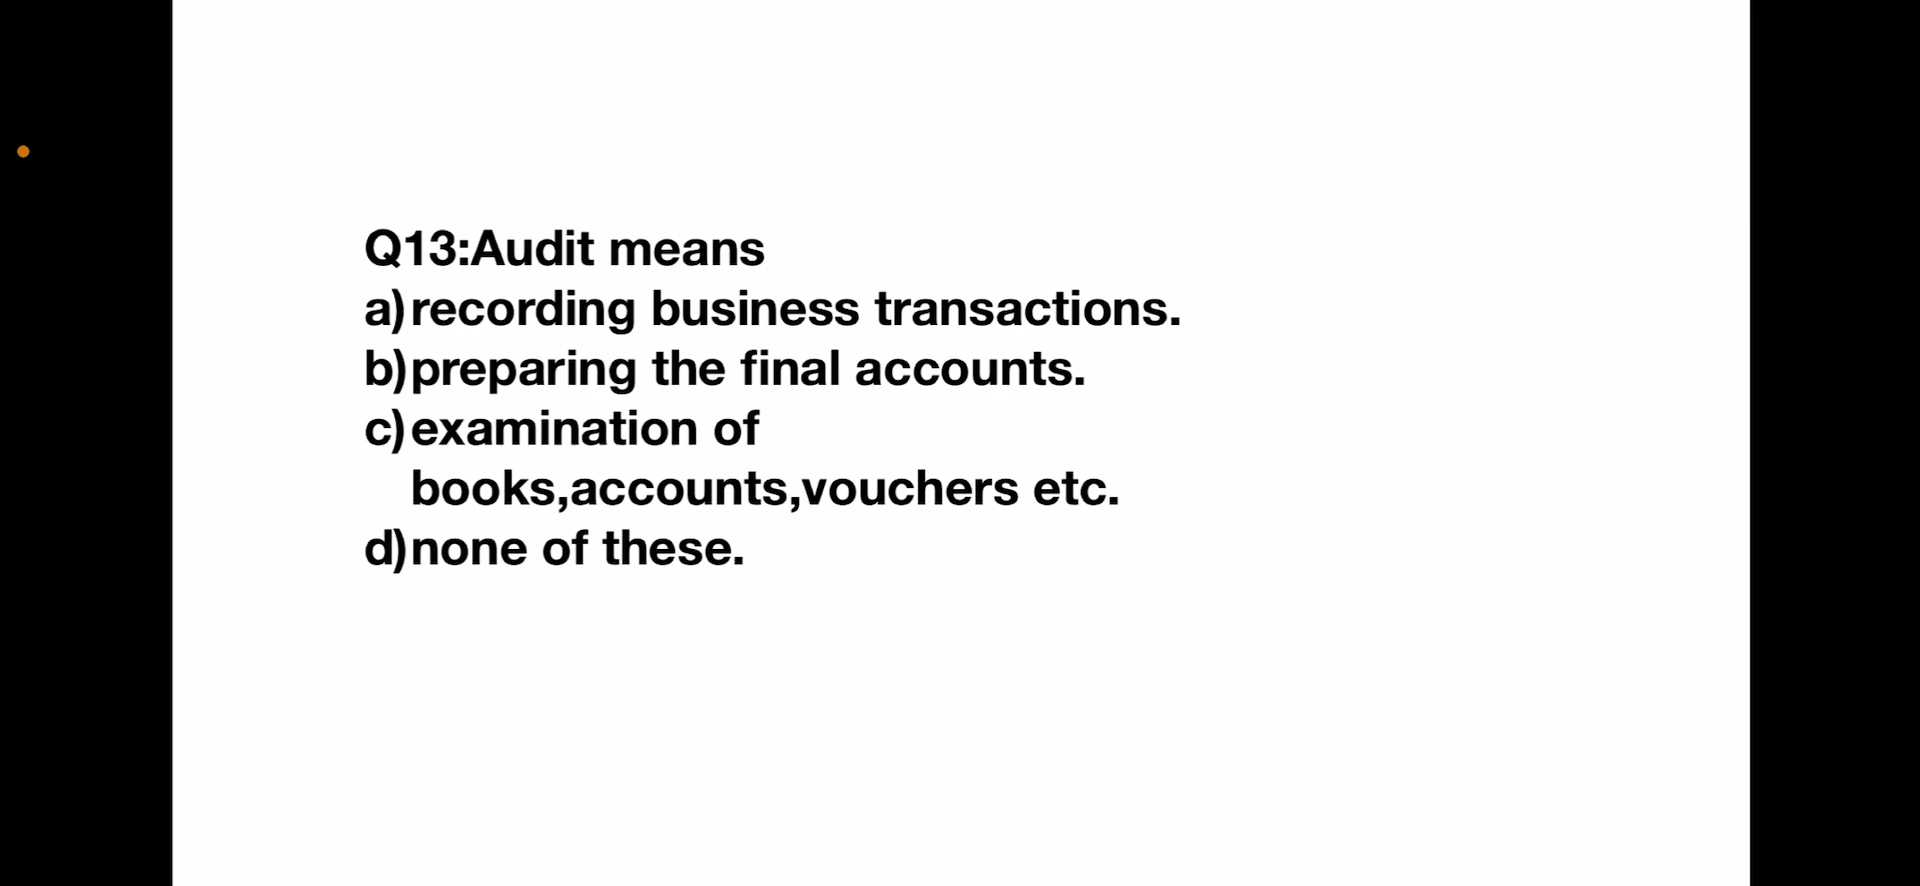 Q13:Audit means
a)recording business transactions.
b)preparing the final accounts.
c)examination of
books,accounts,vouchers etc.
d)none of these.